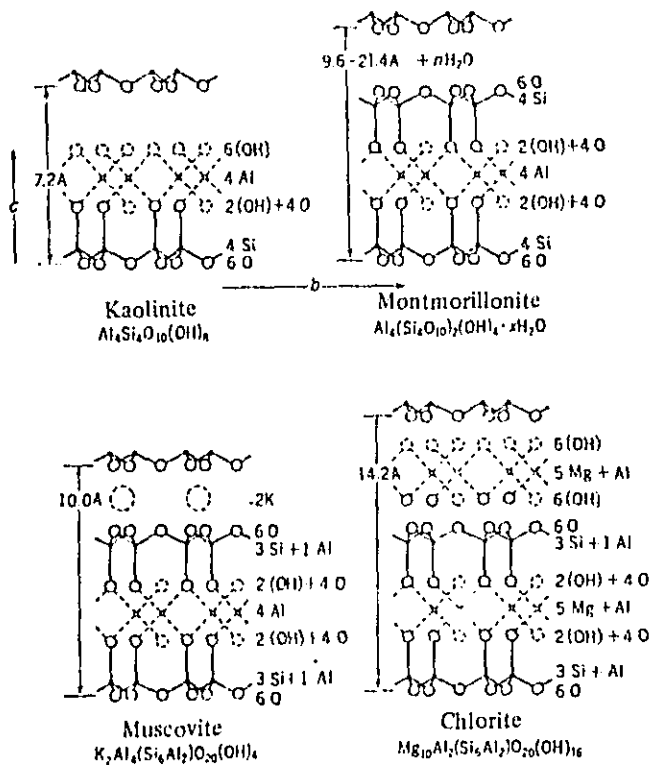 7.2A
6(OH)
4 Al
2(OH)+4 O
4 Si
6 O
c
b
Kaolinite
Al₄Si₄O₁₀(OH)₈
9.6-21.4A + nH₂O
6 O
4 Si
2(OH)+4 O
4 Al
2(OH)+4 O
4 Si
6 O
Montmorillonite
Al₄(Si₄O₁₀)₂(OH)₄·xH₂O
10.0A
2K
6 O
3 Si+1 Al
2(OH)+4 O
4 Al
2(OH)+4 O
3 Si+1 Al
6 O
Muscovite
K₂Al₄(Si₆Al₂)O₂₀(OH)₄
14.2A
6(OH)
5 Mg+Al
6(OH)
6 O
3 Si+1 Al
2(OH)+4 O
5 Mg+Al
2(OH)+4 O
3 Si+Al
6 O
Chlorite